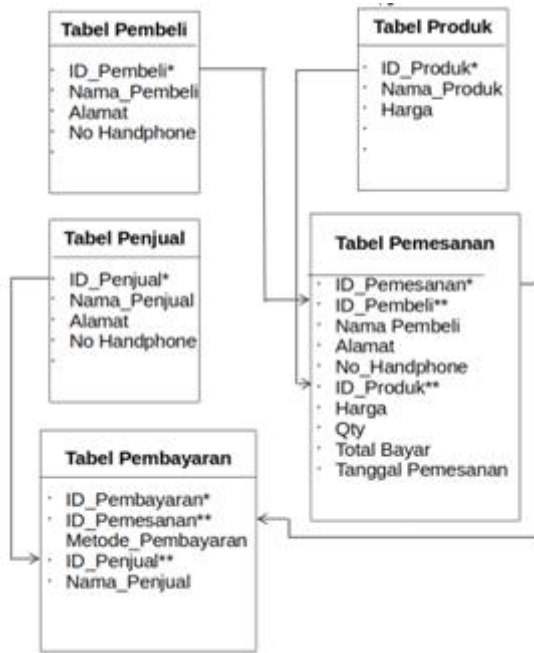 Tabel Pembeli
ID_Pembeli*
Nama_Pembeli
Alamat
No Handphone
Tabel Produk
ID_Produk*
Nama_Produk
Harga
Tabel Penjual
ID_Penjual*
Nama_Penjual
Alamat
No Handphone
Tabel Pemesanan
ID_Pemesanan*
ID_Pembeli**
Nama Pembeli
Alamat
No_Handphone
ID_Produk**
Harga
Qty
Total Bayar
Tanggal Pemesanan
Tabel Pembayaran
ID_Pembayaran*
ID_Pemesanan**
Metode_Pembayaran
ID_Penjual**
Nama_Penjual